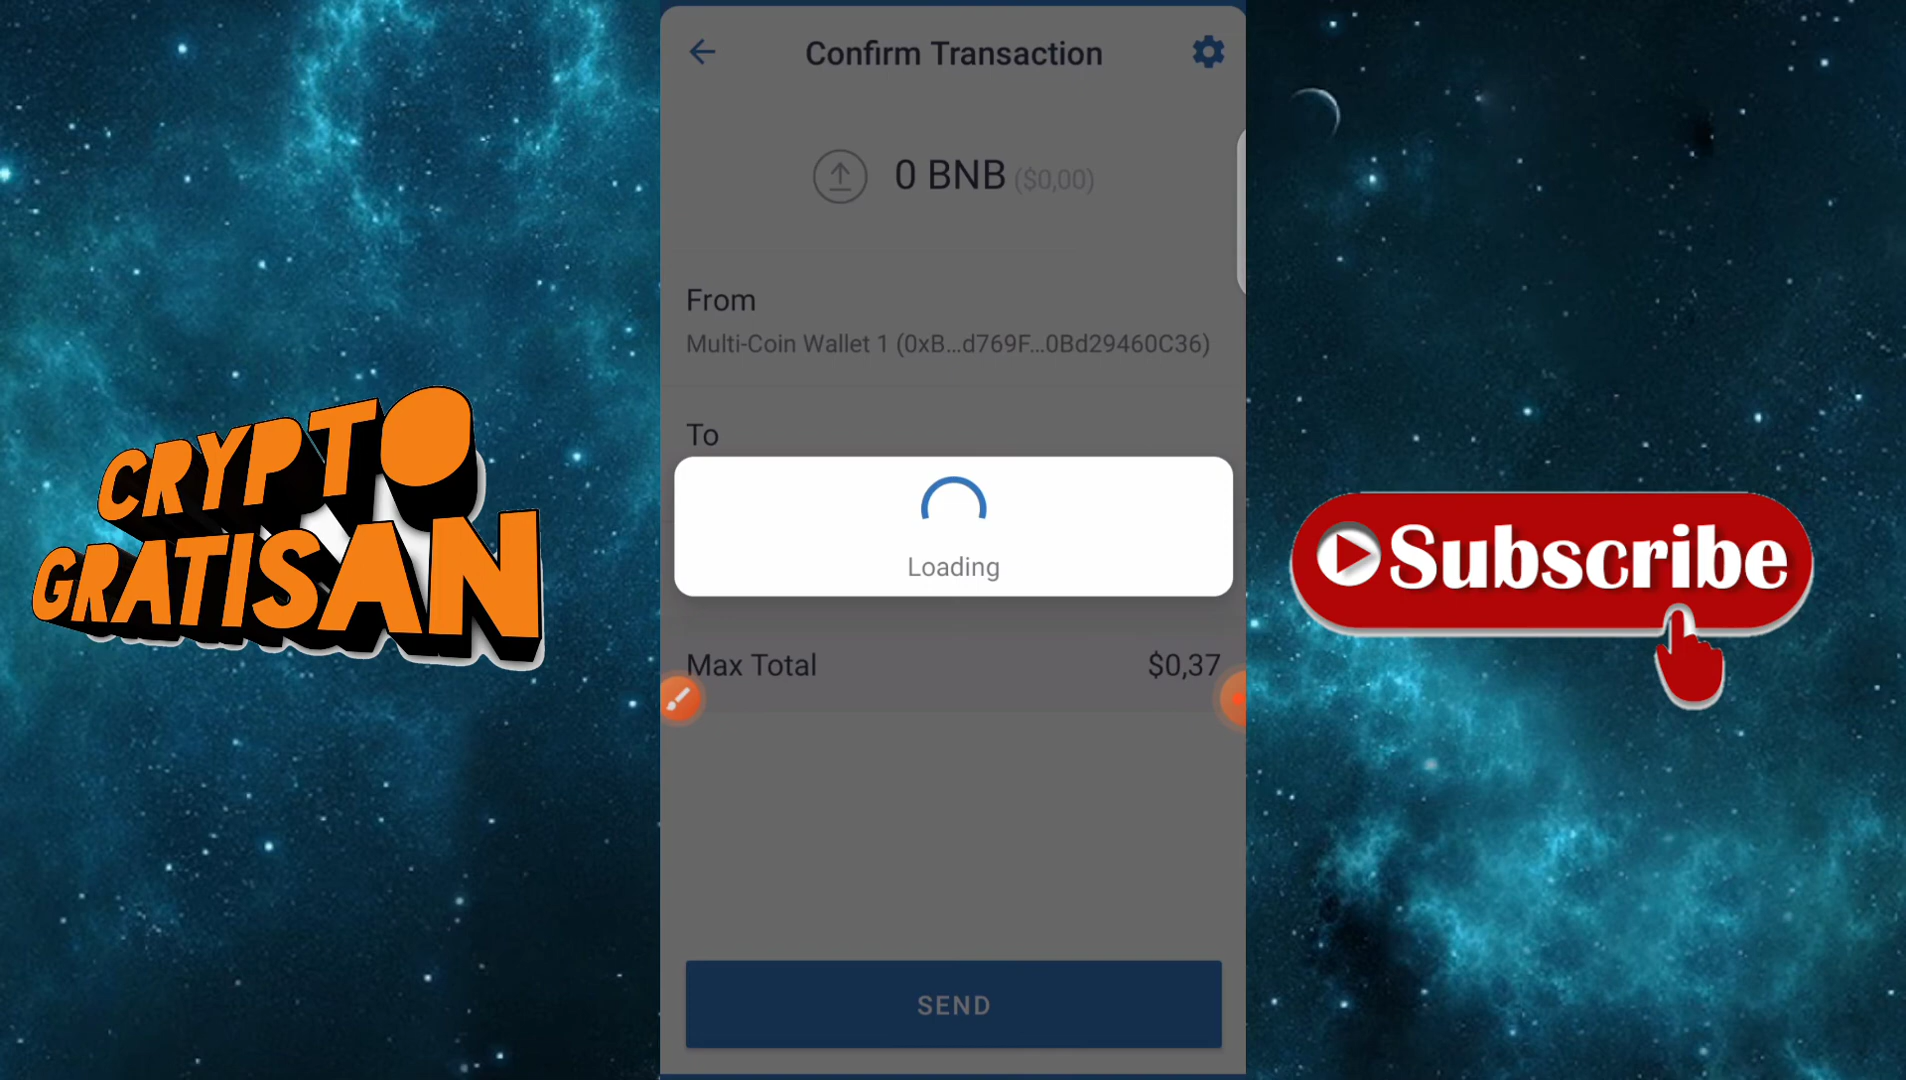 CRYPTO
GRATISAN
Confirm Transaction
0 BNB ($0,00)
From
Multi-Coin Wallet 1 (0xB...d769F...0Bd29460C36)
To
Loading
Max Total $0,37
SEND
Subscribe